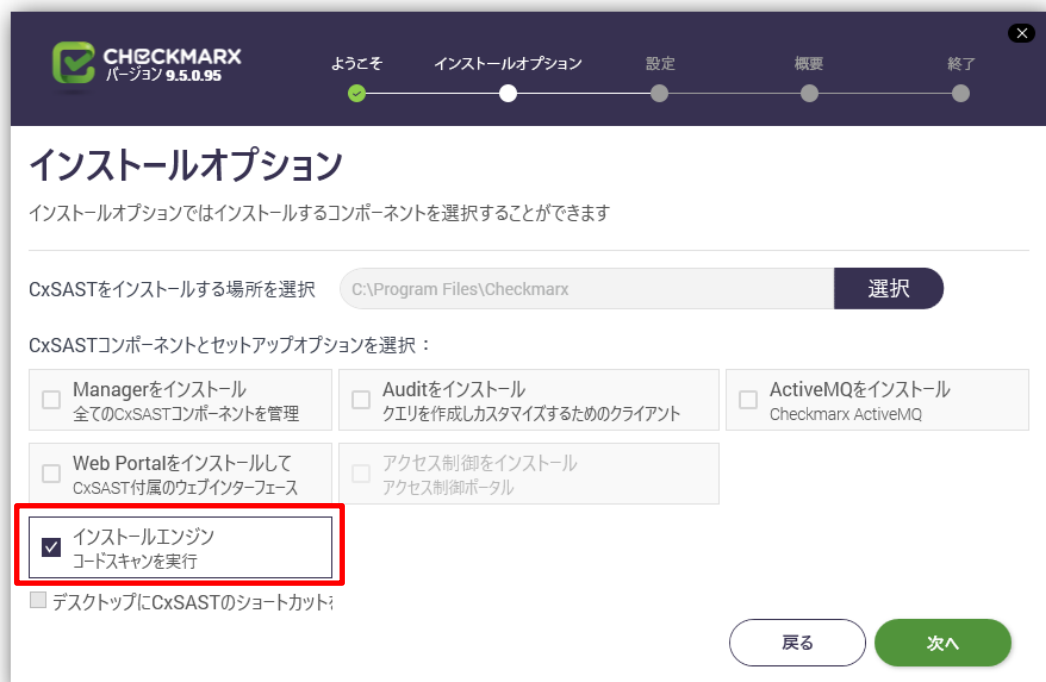 CHECKMARX
バージョン 9.5.0.95
ようこそ
インストールオプション
設定
概要
終了
インストールオプション
インストールオプションではインストールするコンポーネントを選択することができます
CxSASTをインストールする場所を選択
C:\Program Files\Checkmarx
選択
CxSASTコンポーネントとセットアップオプションを選択：
Managerをインストール
全てのCxSASTコンポーネントを管理
Auditをインストール
クエリを作成しカスタマイズするためのクライアント
ActiveMQをインストール
Checkmarx ActiveMQ
Web Portalをインストールして
CxSAST付属のウェブインターフェース
アクセス制御をインストール
アクセス制御ポータル
インストールエンジン
コードスキャンを実行
デスクトップにCxSASTのショートカット
戻る
次へ